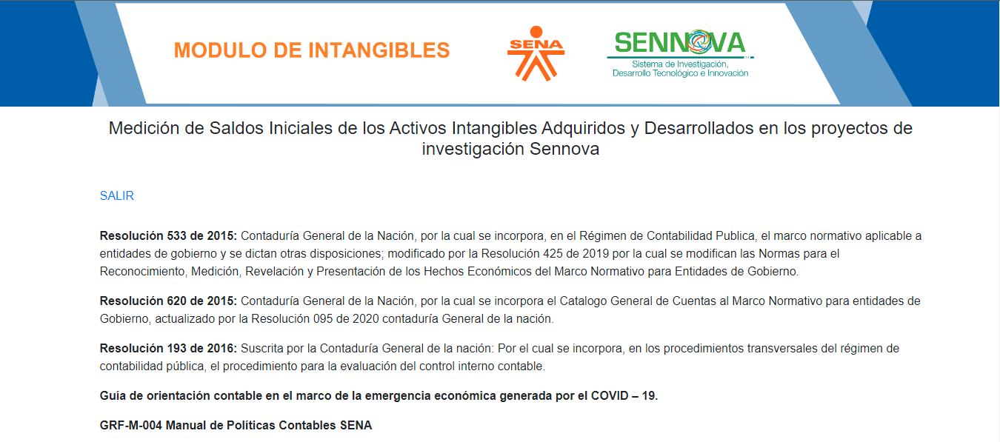 MODULO DE INTANGIBLES
SENA
SENNOVA
Sistema de Investigación,
Desarrollo Tecnológico e Innovación
Medición de Saldos Iniciales de los Activos Intangibles Adquiridos y Desarrollados en los proyectos de
investigación Sennova
SALIR
Resolución 533 de 2015: Contaduría General de la Nación, por la cual se incorpora, en el Régimen de Contabilidad Publica, el marco normativo aplicable a
entidades de gobierno y se dictan otras disposiciones; modificado por la Resolución 425 de 2019 por la cual se modifican las Normas para el
Reconocimiento, Medición, Revelación y Presentación de los Hechos Económicos del Marco Normativo para Entidades de Gobierno.
Resolución 620 de 2015: Contaduría General de la Nación, por la cual se incorpora el Catalogo General de Cuentas al Marco Normativo para entidades de
Gobierno, actualizado por la Resolución 095 de 2020 contaduría General de la nación.
Resolución 193 de 2016: Suscrita por la Contaduría General de la nación: Por el cual se incorpora, en los procedimientos transversales del régimen de
contabilidad pública, el procedimiento para la evaluación del control interno contable.
Guía de orientación contable en el marco de la emergencia económica generada por el COVID – 19.
GRF-M-004 Manual de Políticas Contables SENA